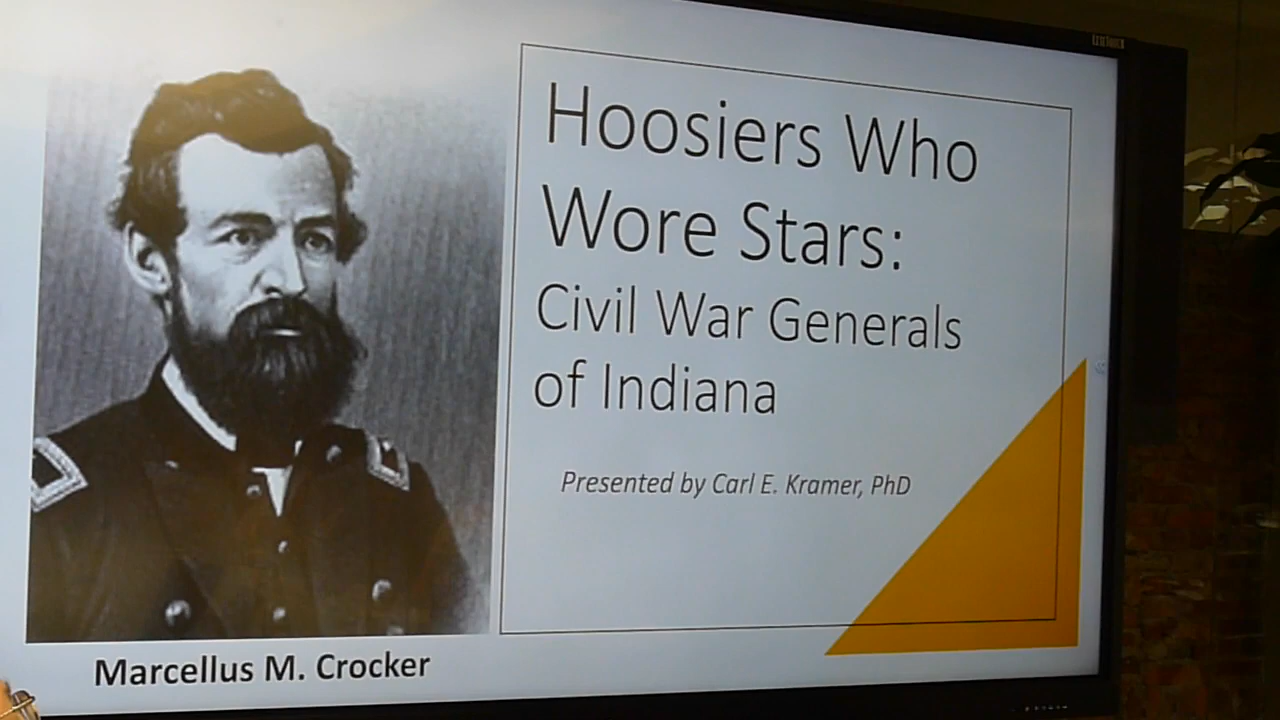 Hoosiers Who
Wore Stars:
Civil War Generals
of Indiana
Presented by Carl E. Kramer, PhD
Marcellus M. Crocker